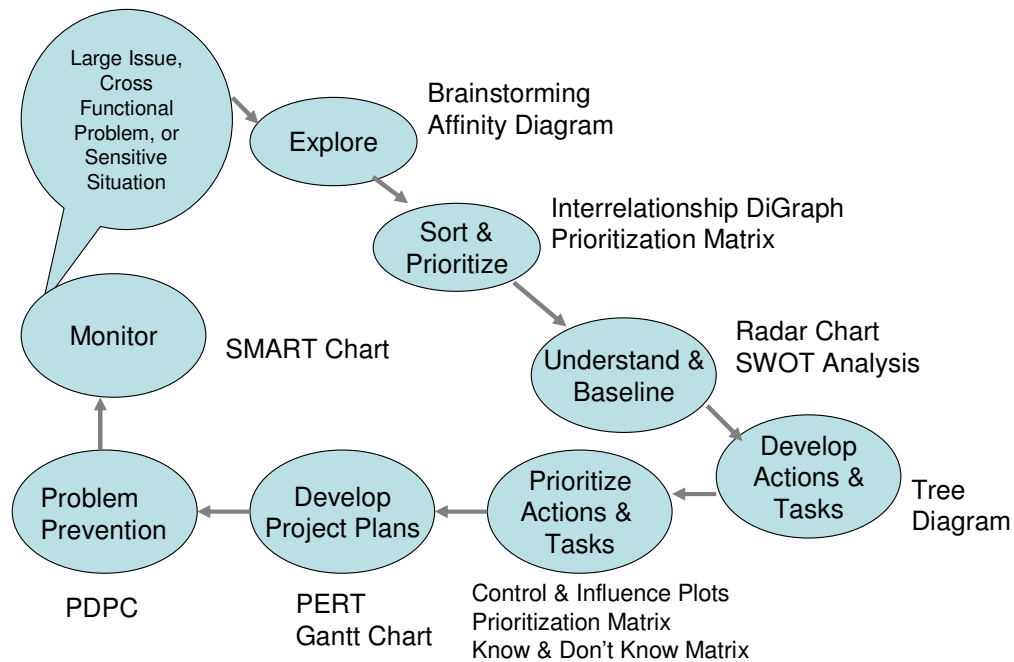 Large Issue,
Cross
Functional
Problem, or
Sensitive
Situation
Explore
Brainstorming
Affinity Diagram
Sort &
Prioritize
Interrelationship DiGraph
Prioritization Matrix
Understand &
Baseline
Radar Chart
SWOT Analysis
Develop
Actions &
Tasks
Tree
Diagram
Prioritize
Actions &
Tasks
Control & Influence Plots
Prioritization Matrix
Know & Don't Know Matrix
Develop
Project Plans
PERT
Gantt Chart
Problem
Prevention
PDPC
Monitor
SMART Chart